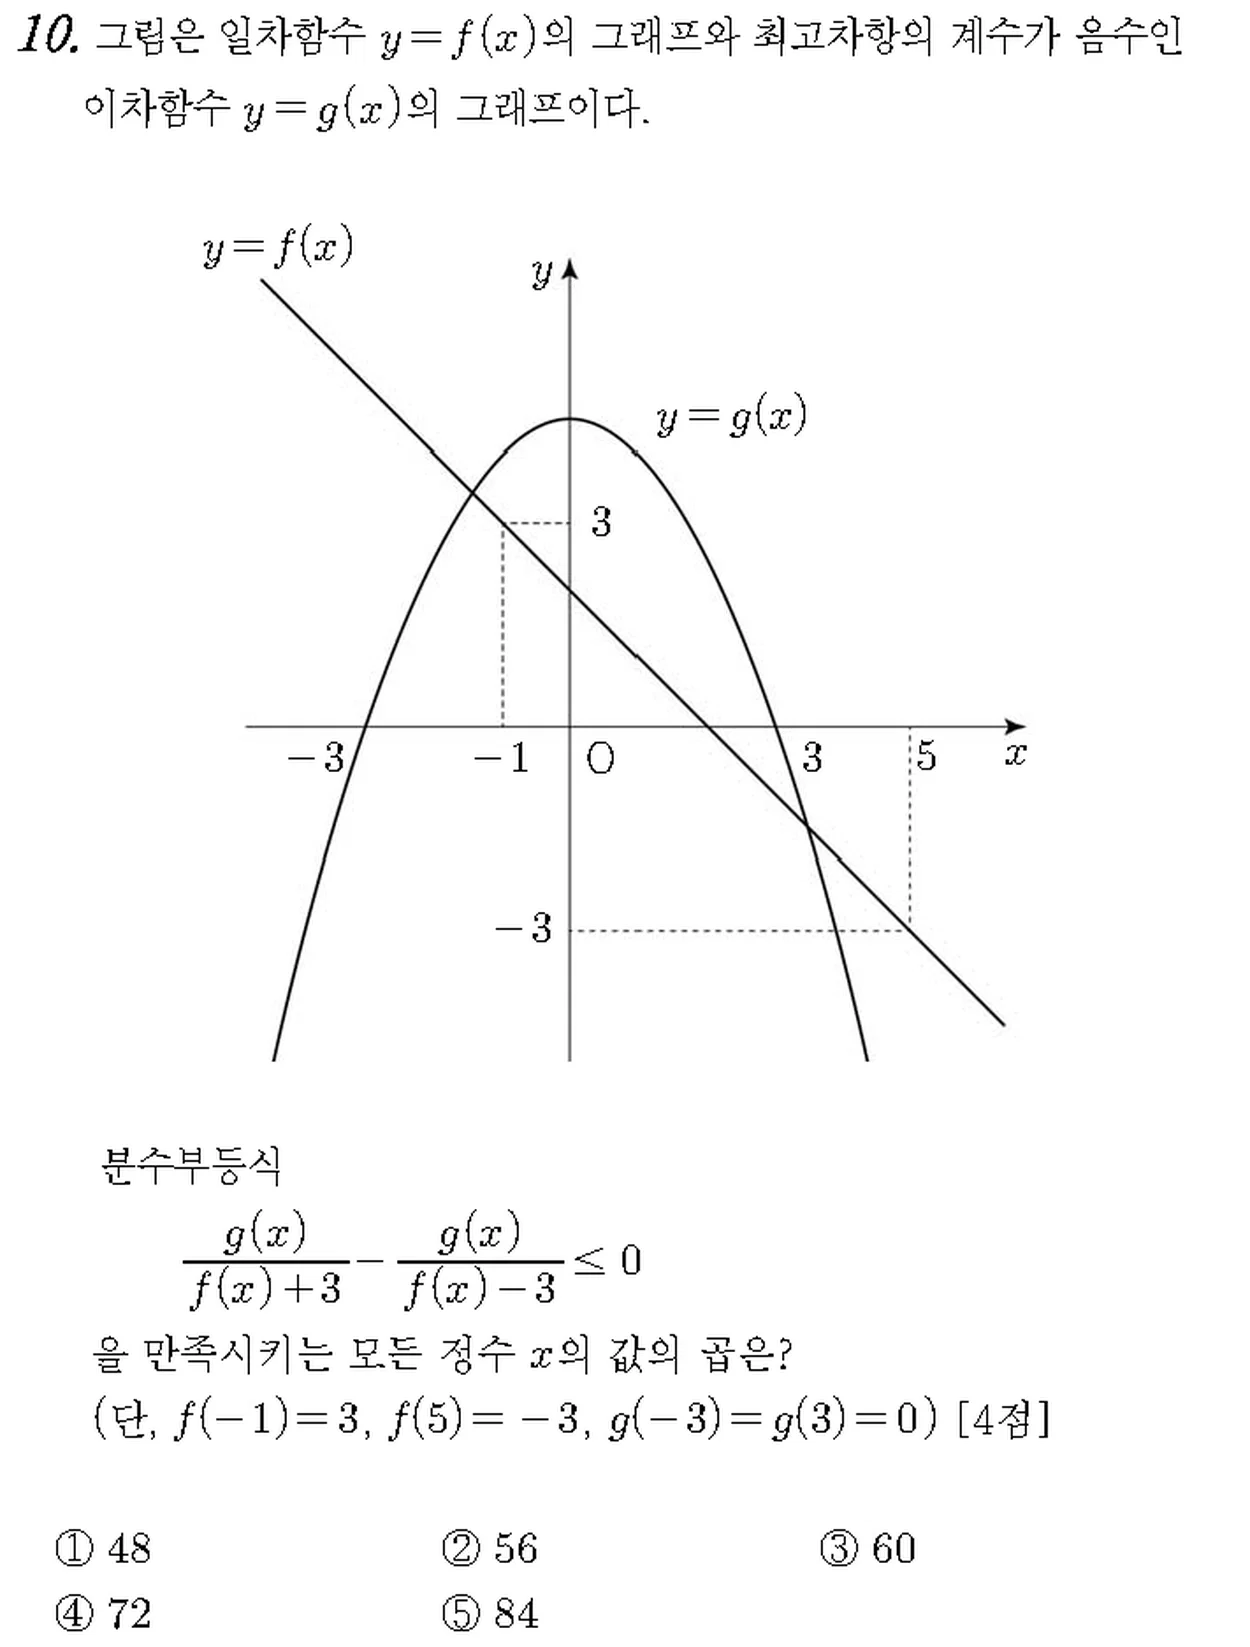 10. 그림은 일차함수 y=f(x)의 그래프와 최고차항의 계수가 음수인
이차함수 y=g(x)의 그래프이다.
y=f(x)
y
y=g(x)
3
-3 -1 O 3 5 x
-3
분수부등식
g(x)/(f(x)+3) - g(x)/(f(x)-3) ≤ 0
을 만족시키는 모든 정수 x의 값의 곱은?
(단, f(-1)=3, f(5)=-3, g(-3)=g(3)=0) [4점]
① 48 ② 56 ③ 60
④ 72 ⑤ 84